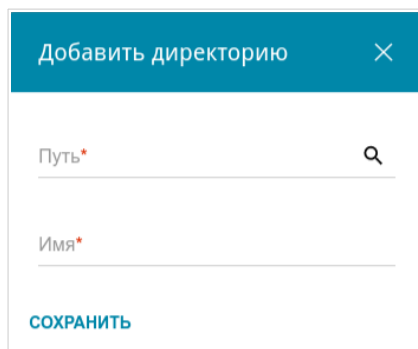 Добавить директорию
Путь*
Имя*
СОХРАНИТЬ